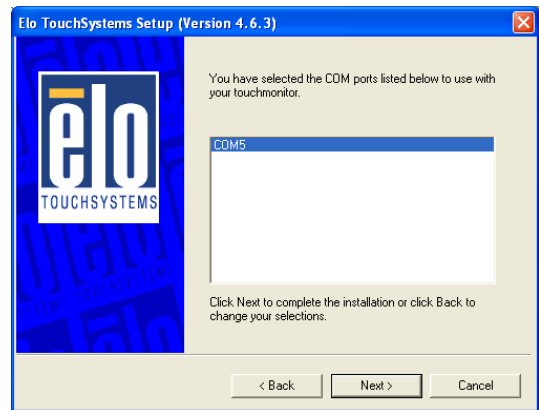 Elo TouchSystems Setup (Version 4.6.3)
elo
TOUCHSYSTEMS
You have selected the COM ports listed below to use with
your touchmonitor.
COM5
Click Next to complete the installation or click Back to
change your selections.
< Back
Next >
Cancel